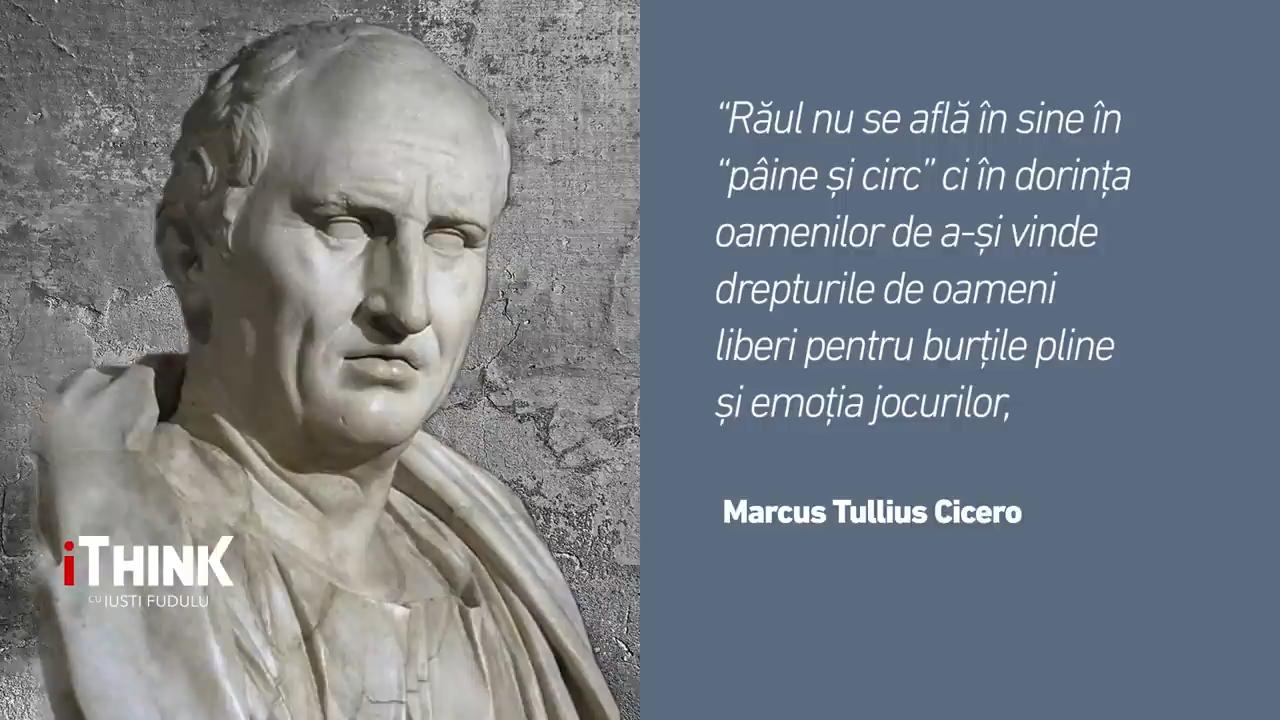 “Răul nu se află în sine în
“pâine și circ” ci în dorința
oamenilor de a-și vinde
drepturile de oameni
liberi pentru burțile pline
și emoția jocurilor,
Marcus Tullius Cicero
iTHINK
CU IUSTI FUDULU